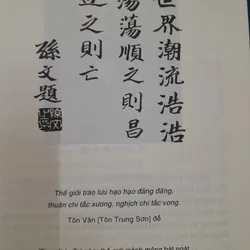 世界潮流浩浩
蕩蕩順之則昌
逆之則亡
孫文題
Thế giới trào lưu hạo hạo đãng đãng,
thuận chi tắc xương, nghịch chi tắc vong.
Tôn Văn [Tôn Trung Sơn] đề